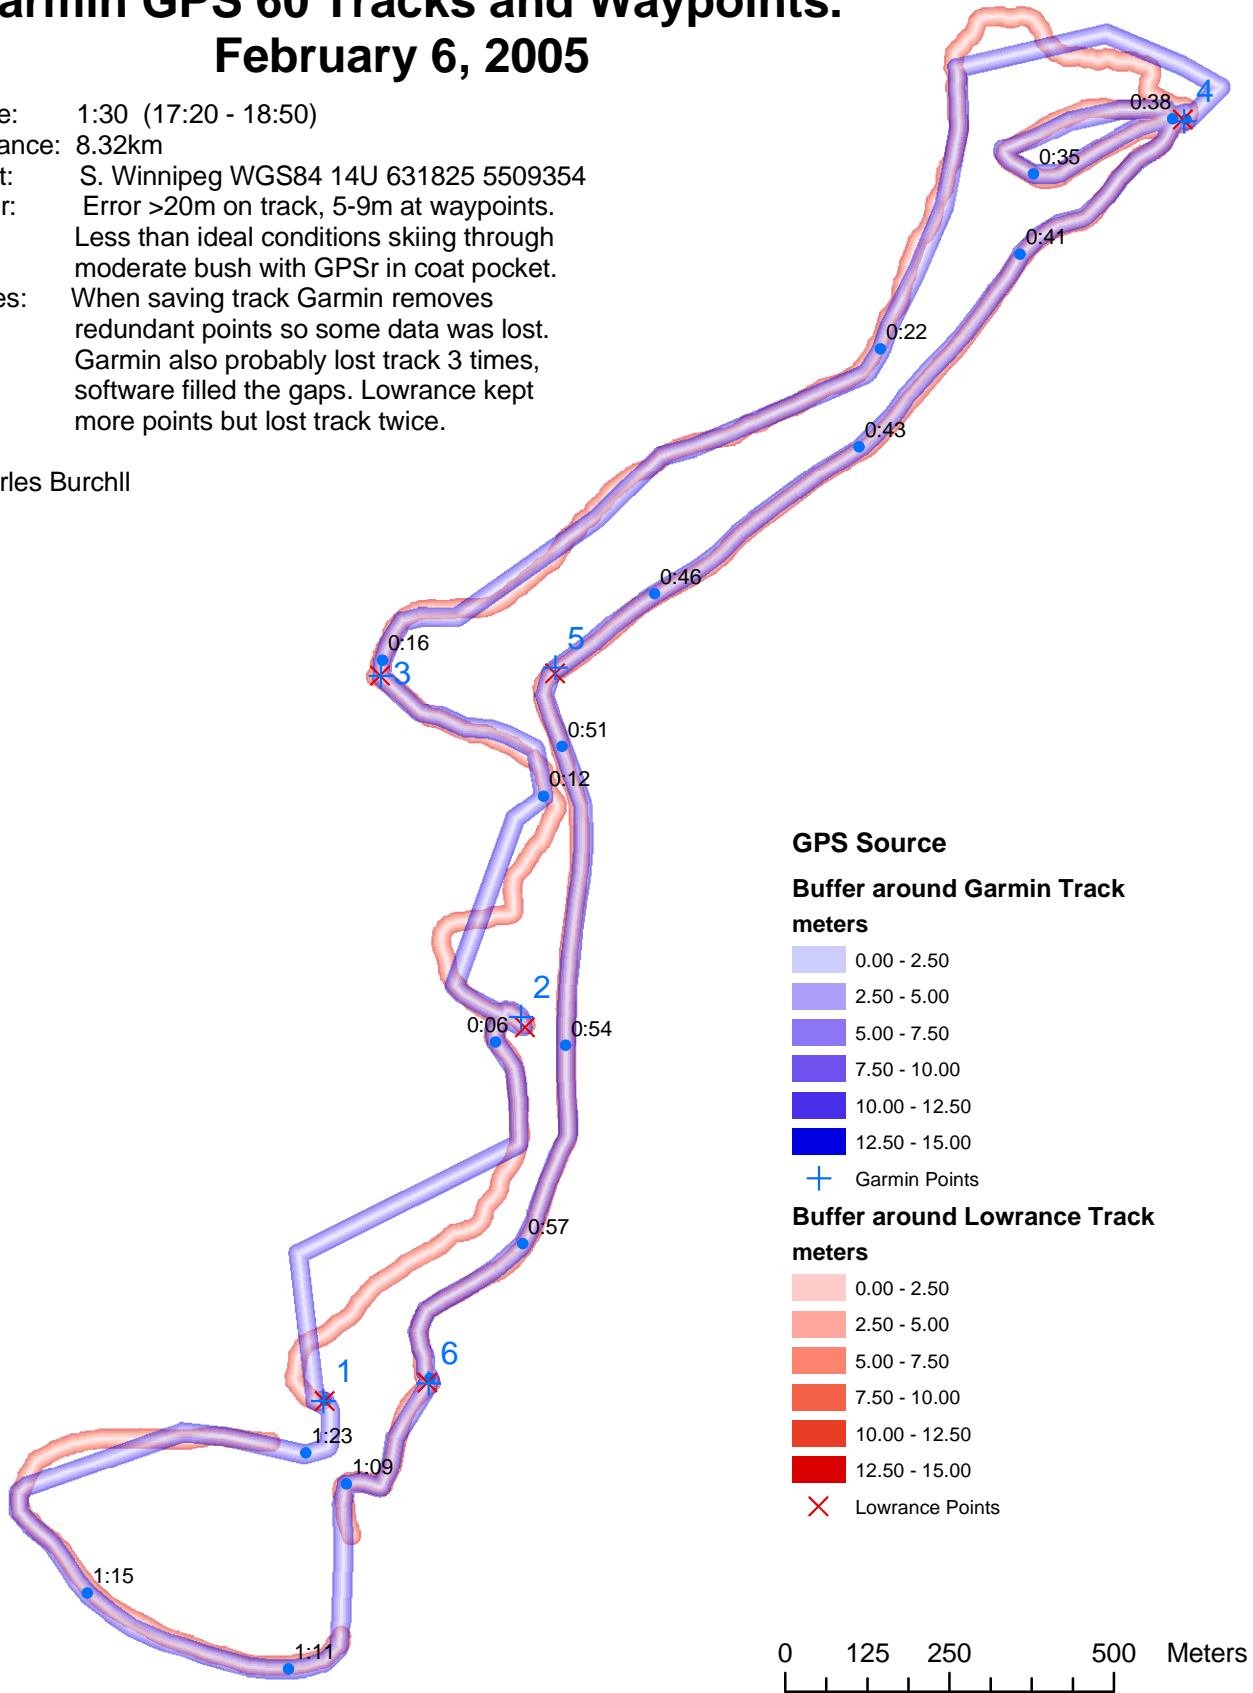 armin GPS 60 Tracks and Waypoints.
February 6, 2005
e: 1:30 (17:20 - 18:50)
ance: 8.32km
t: S. Winnipeg WGS84 14U 631825 5509354
r: Error >20m on track, 5-9m at waypoints.
Less than ideal conditions skiing through
moderate bush with GPSr in coat pocket.
es: When saving track Garmin removes
redundant points so some data was lost.
Garmin also probably lost track 3 times,
software filled the gaps. Lowrance kept
more points but lost track twice.
rles Burchll
4
0:38
0:35
0:41
0:22
0:43
0:46
5
0:16
3
0:51
0:12
2
0:06
0:54
0:57
6
1
1:23
1:09
1:15
1:11
GPS Source
Buffer around Garmin Track
meters
0.00 - 2.50
2.50 - 5.00
5.00 - 7.50
7.50 - 10.00
10.00 - 12.50
12.50 - 15.00
Garmin Points
Buffer around Lowrance Track
meters
0.00 - 2.50
2.50 - 5.00
5.00 - 7.50
7.50 - 10.00
10.00 - 12.50
12.50 - 15.00
Lowrance Points
0 125 250 500 Meters